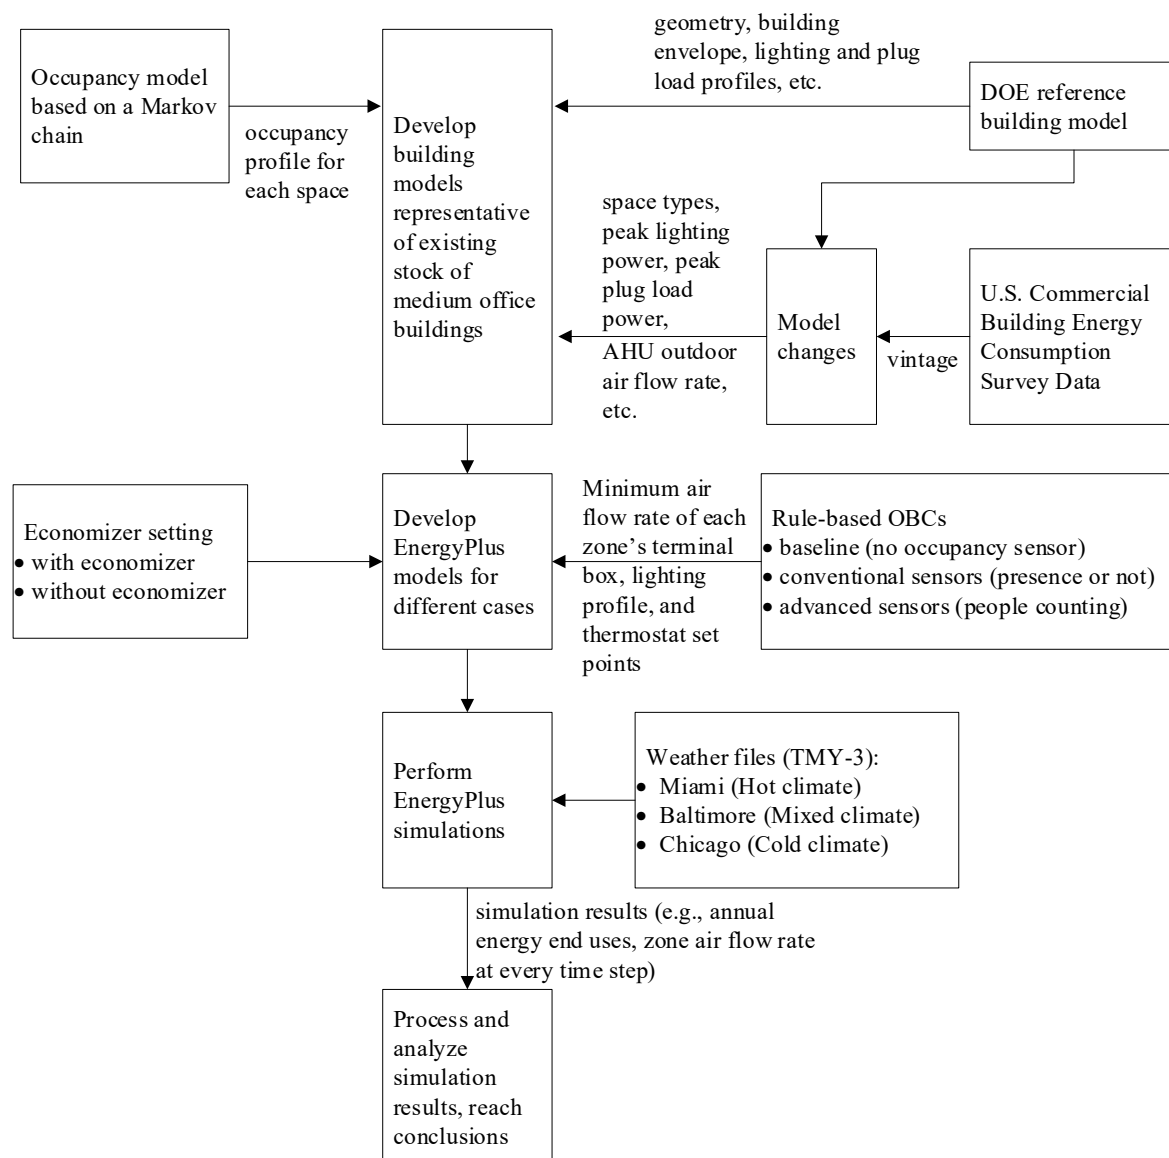 geometry, building
envelope, lighting and plug
load profiles, etc.
Occupancy model
based on a Markov
chain
occupancy
profile for
each space
Develop
building
models
representative
of existing
stock of
medium office
buildings
DOE reference
building model
space types,
peak lighting
power, peak
plug load
power,
AHU outdoor
air flow rate,
etc.
Model
changes
vintage
U.S. Commercial
Building Energy
Consumption
Survey Data
Economizer setting
• with economizer
• without economizer
Develop
EnergyPlus
models for
different cases
Minimum air
flow rate of each
zone’s terminal
box, lighting
profile, and
thermostat set
points
Rule-based OBCs
• baseline (no occupancy sensor)
• conventional sensors (presence or not)
• advanced sensors (people counting)
Perform
EnergyPlus
simulations
Weather files (TMY-3):
• Miami (Hot climate)
• Baltimore (Mixed climate)
• Chicago (Cold climate)
simulation results (e.g., annual
energy end uses, zone air flow rate
at every time step)
Process and
analyze
simulation
results, reach
conclusions